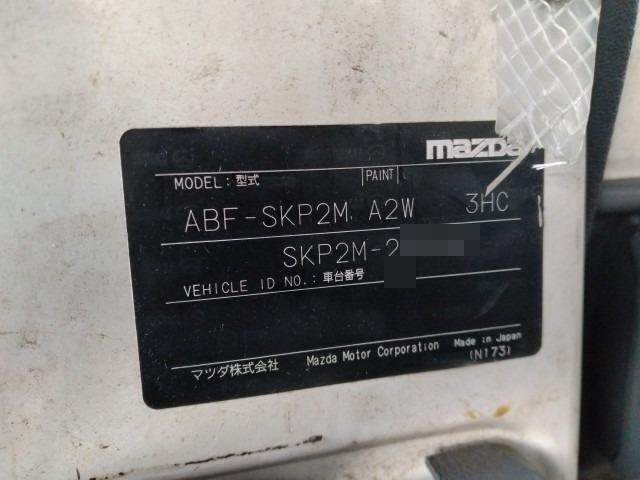 mazda
MODEL: 型式 PAINT
ABF-SKP2M A2W 3HC
SKP2M-2
VEHICLE ID NO.: 車台番号
マツダ株式会社 Mazda Motor Corporation Made in Japan
(N173)